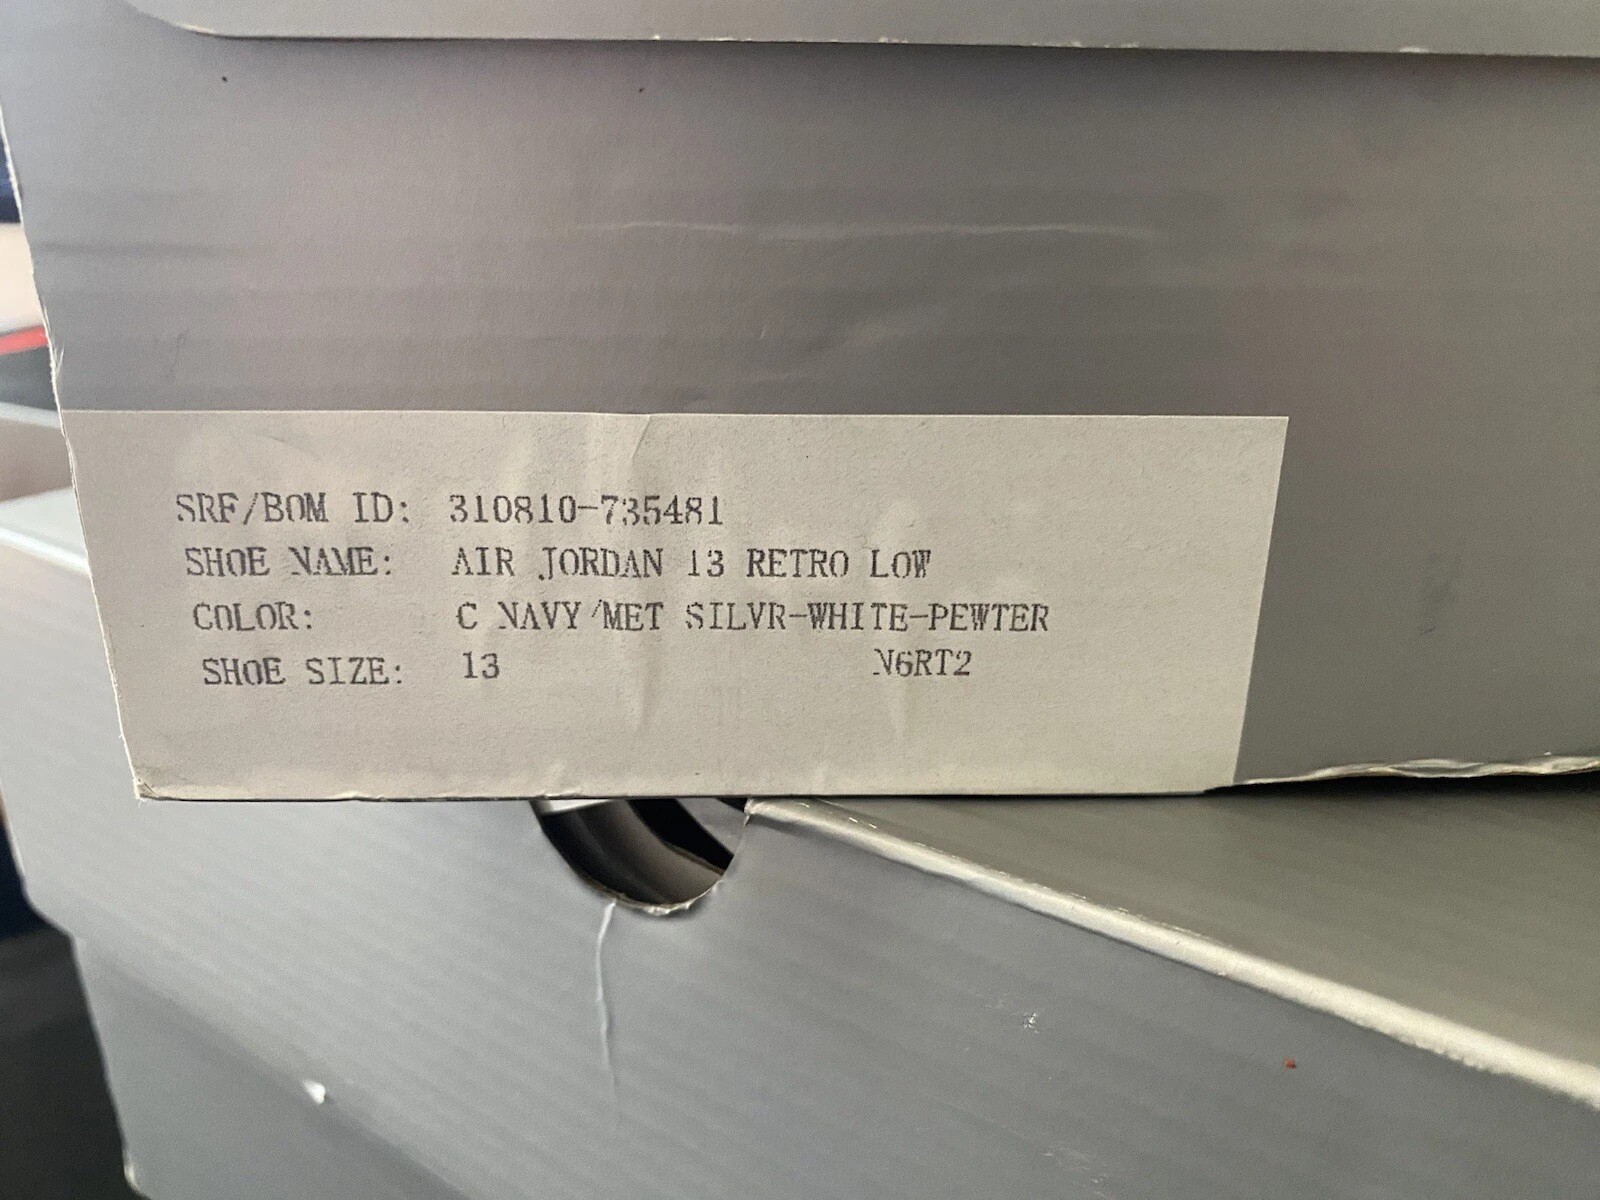 SRF/BOM ID: 310810-735481
SHOE NAME: AIR JORDAN 13 RETRO LOW
COLOR: C NAVY/MET SILVR-WHITE-PEWTER
SHOE SIZE: 13 N6RT2